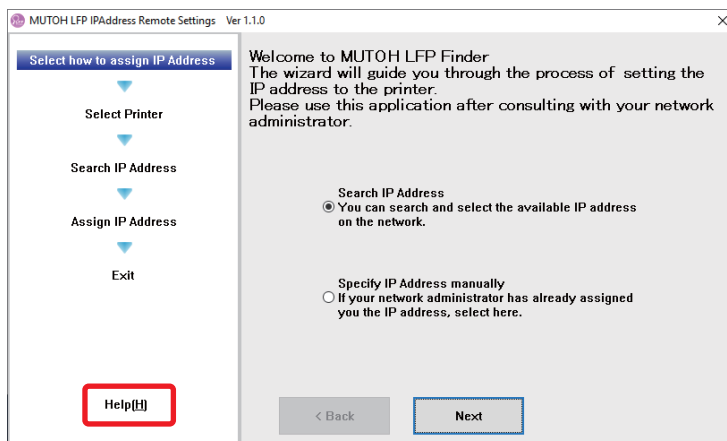 MUTOH LFP IPAddress Remote Settings Ver 1.1.0
Select how to assign IP Address
Select Printer
Search IP Address
Assign IP Address
Exit
Help(H)
Welcome to MUTOH LFP Finder
The wizard will guide you through the process of setting the
IP address to the printer.
Please use this application after consulting with your network
administrator.
Search IP Address
You can search and select the available IP address
on the network.
Specify IP Address manually
If your network administrator has already assigned
you the IP address, select here.
< Back
Next